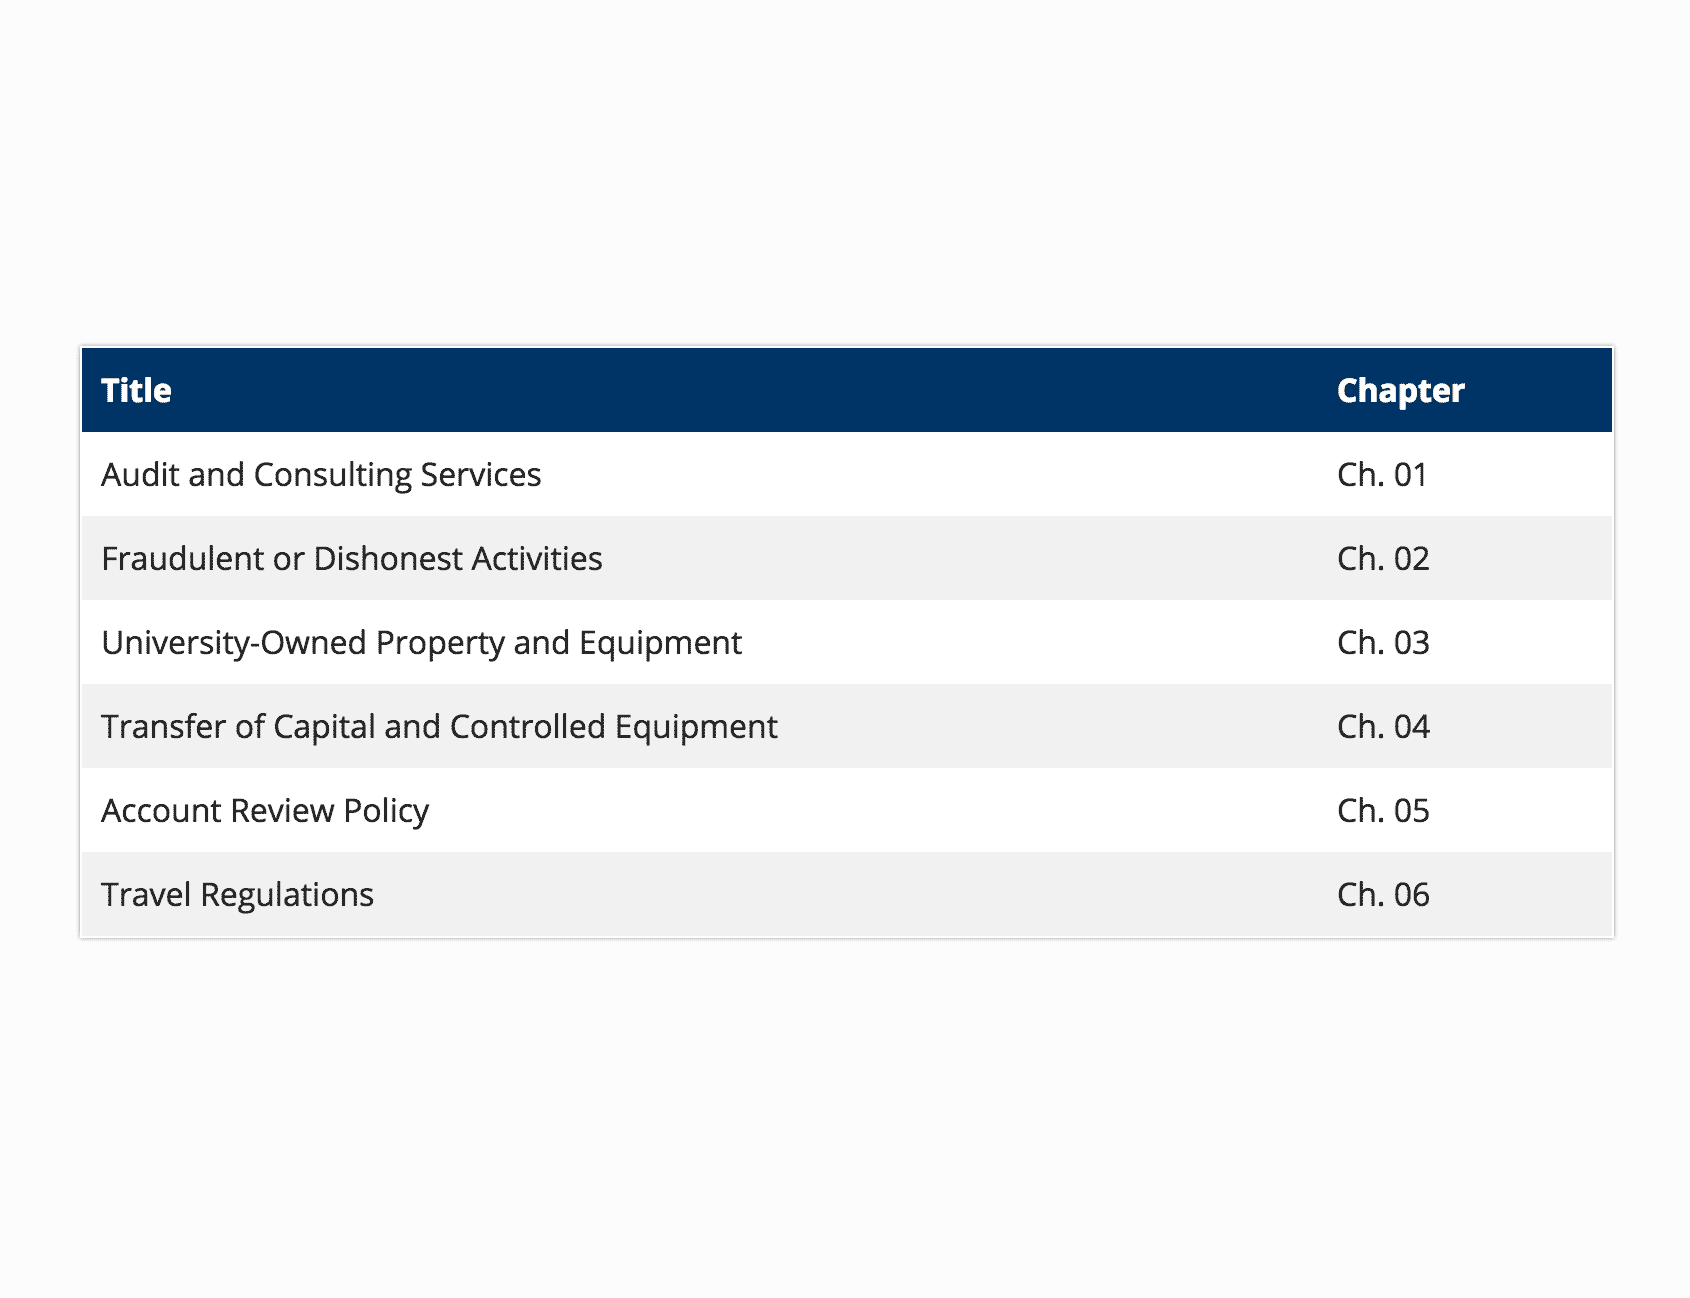 Title Chapter
Audit and Consulting Services Ch. 01
Fraudulent or Dishonest Activities Ch. 02
University-Owned Property and Equipment Ch. 03
Transfer of Capital and Controlled Equipment Ch. 04
Account Review Policy Ch. 05
Travel Regulations Ch. 06